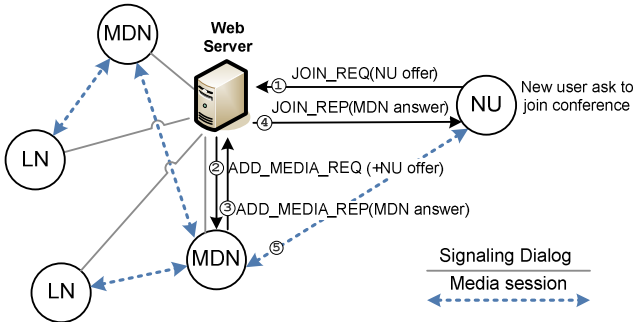 Web
Server
MDN
① JOIN_REQ(NU offer)
New user ask to
join conference
NU
④ JOIN_REP(MDN answer)
LN
② ADD_MEDIA_REQ (+NU offer)
③ ADD_MEDIA_REP(MDN answer)
⑤
MDN
LN
Signaling Dialog
Media session